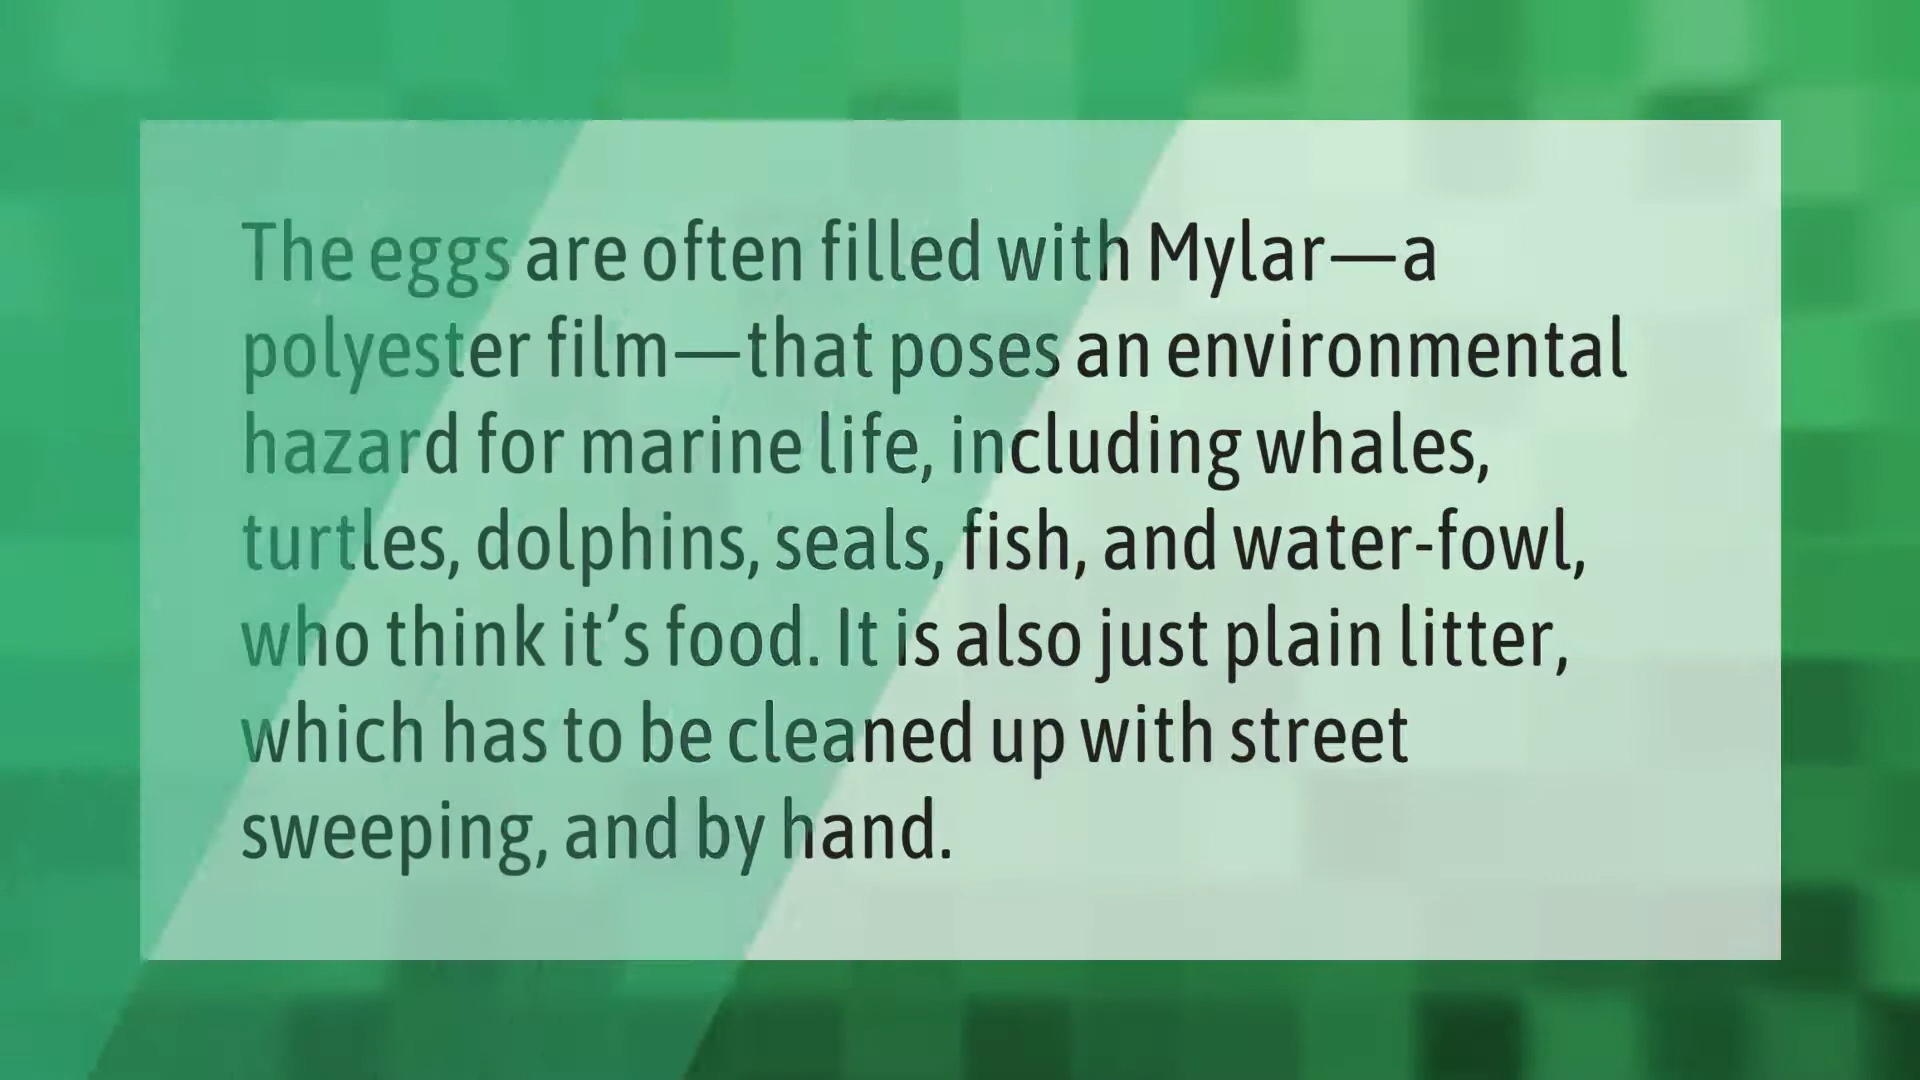 The eggs are often filled with Mylar—a
polyester film—that poses an environmental
hazard for marine life, including whales,
turtles, dolphins, seals, fish, and water-fowl,
who think it’s food. It is also just plain litter,
which has to be cleaned up with street
sweeping, and by hand.